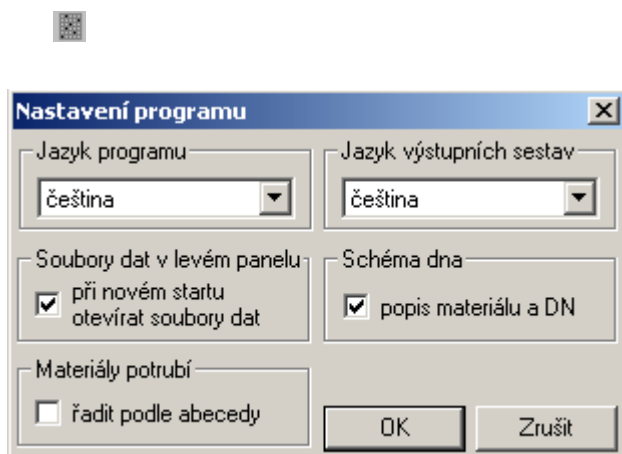 Nastavení programu
Jazyk programu
Jazyk výstupních sestav
čeština
čeština
Soubory dat v levém panelu
Schéma dna
při novém startu
otevírat soubory dat
popis materiálu a DN
Materiály potrubí
řadit podle abecedy
OK
Zrušit